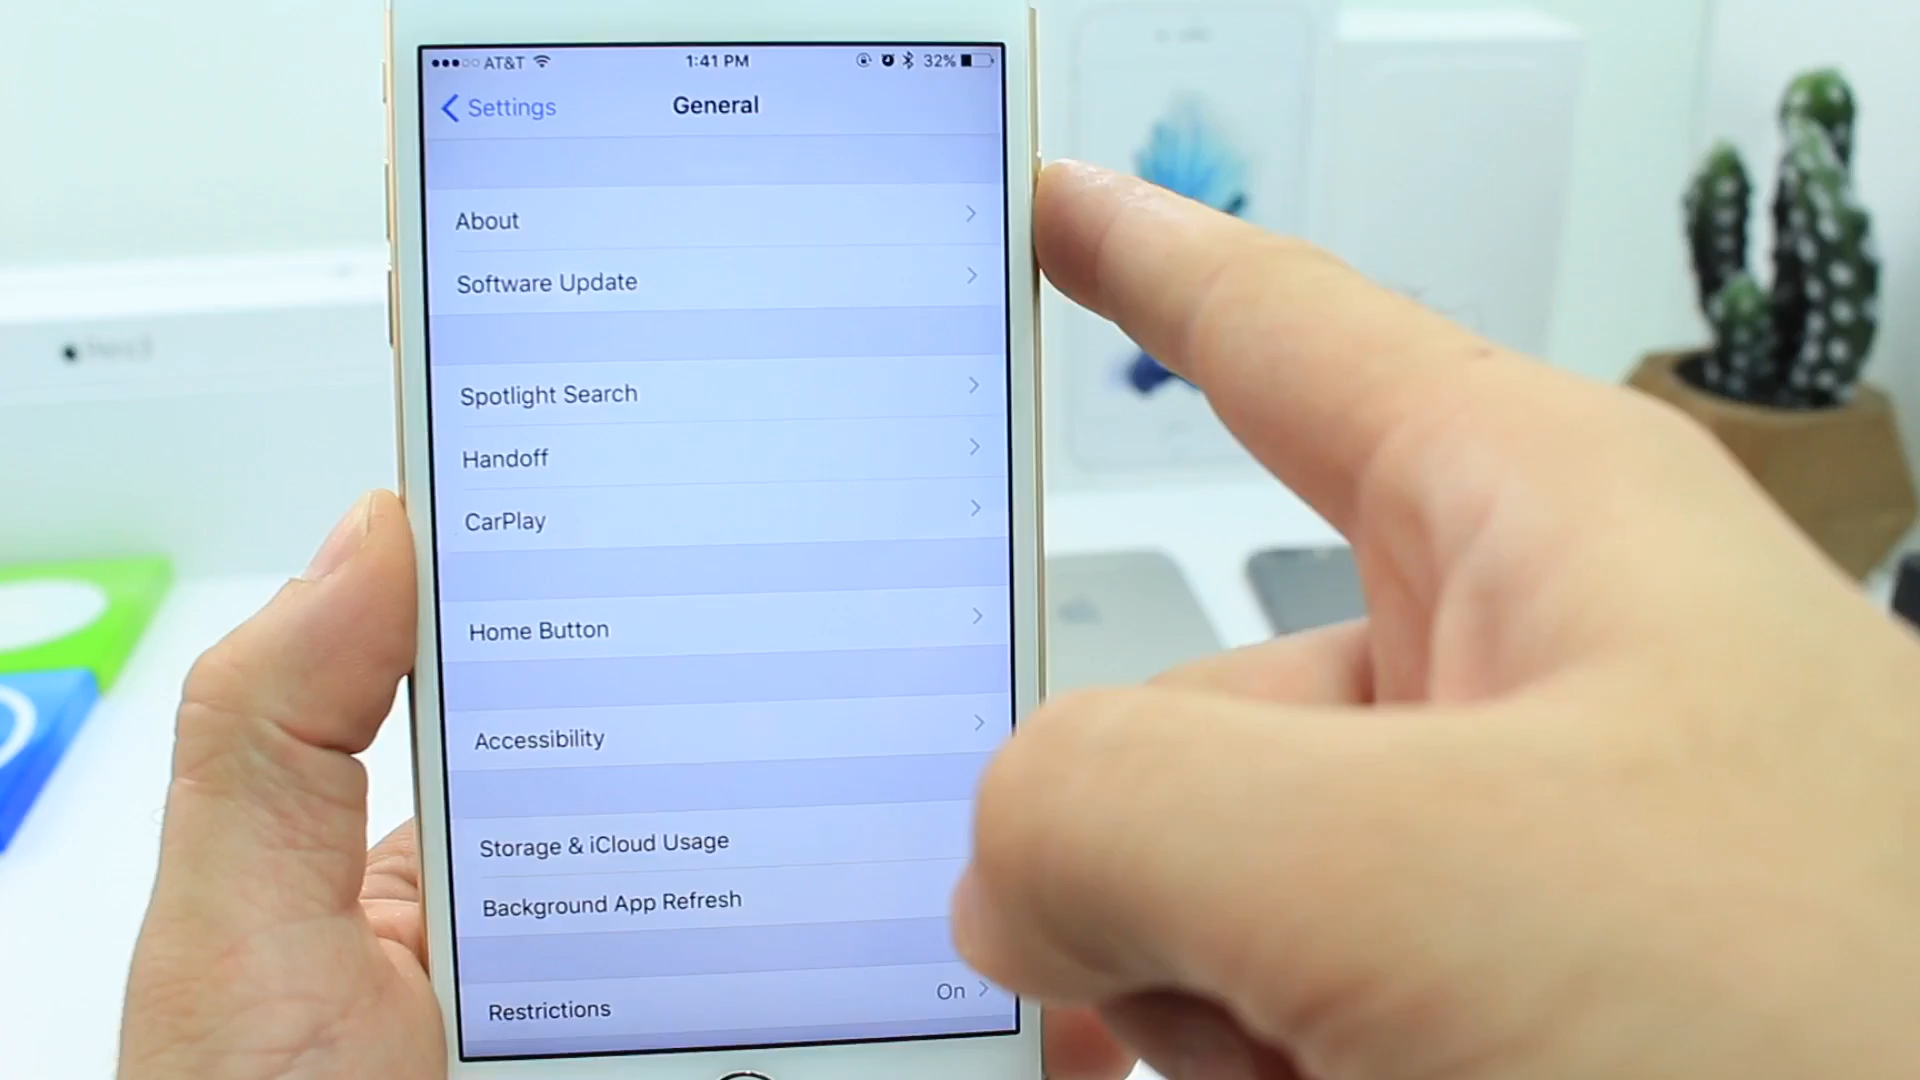 AT&T 1:41 PM 32%
Settings General
About
Software Update
Spotlight Search
Handoff
CarPlay
Home Button
Accessibility
Storage & iCloud Usage
Background App Refresh
Restrictions On